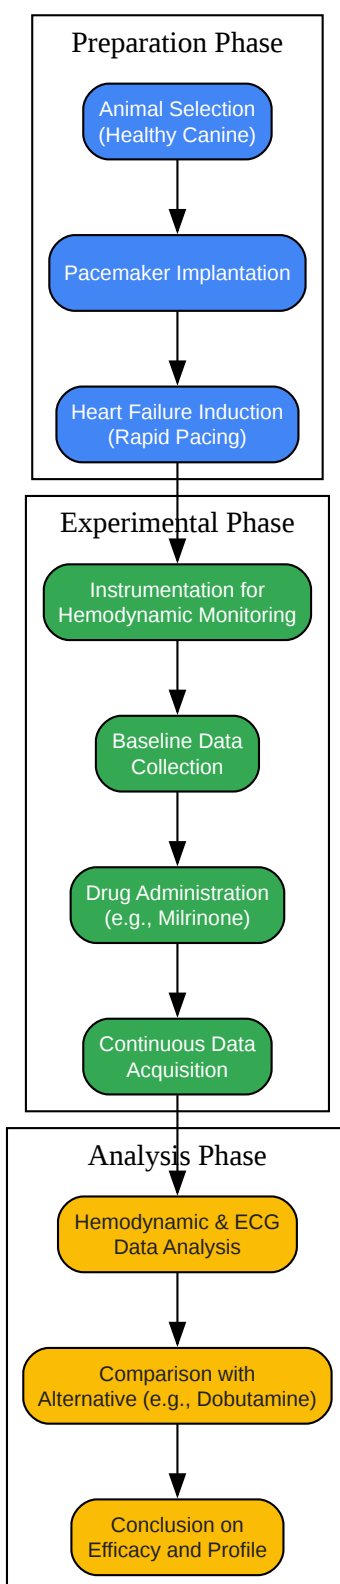 Preparation Phase
Animal Selection
(Healthy Canine)
Pacemaker Implantation
Heart Failure Induction
(Rapid Pacing)
Experimental Phase
Instrumentation for
Hemodynamic Monitoring
Baseline Data
Collection
Drug Administration
(e.g., Milrinone)
Continuous Data
Acquisition
Analysis Phase
Hemodynamic & ECG
Data Analysis
Comparison with
Alternative (e.g., Dobutamine)
Conclusion on
Efficacy and Profile